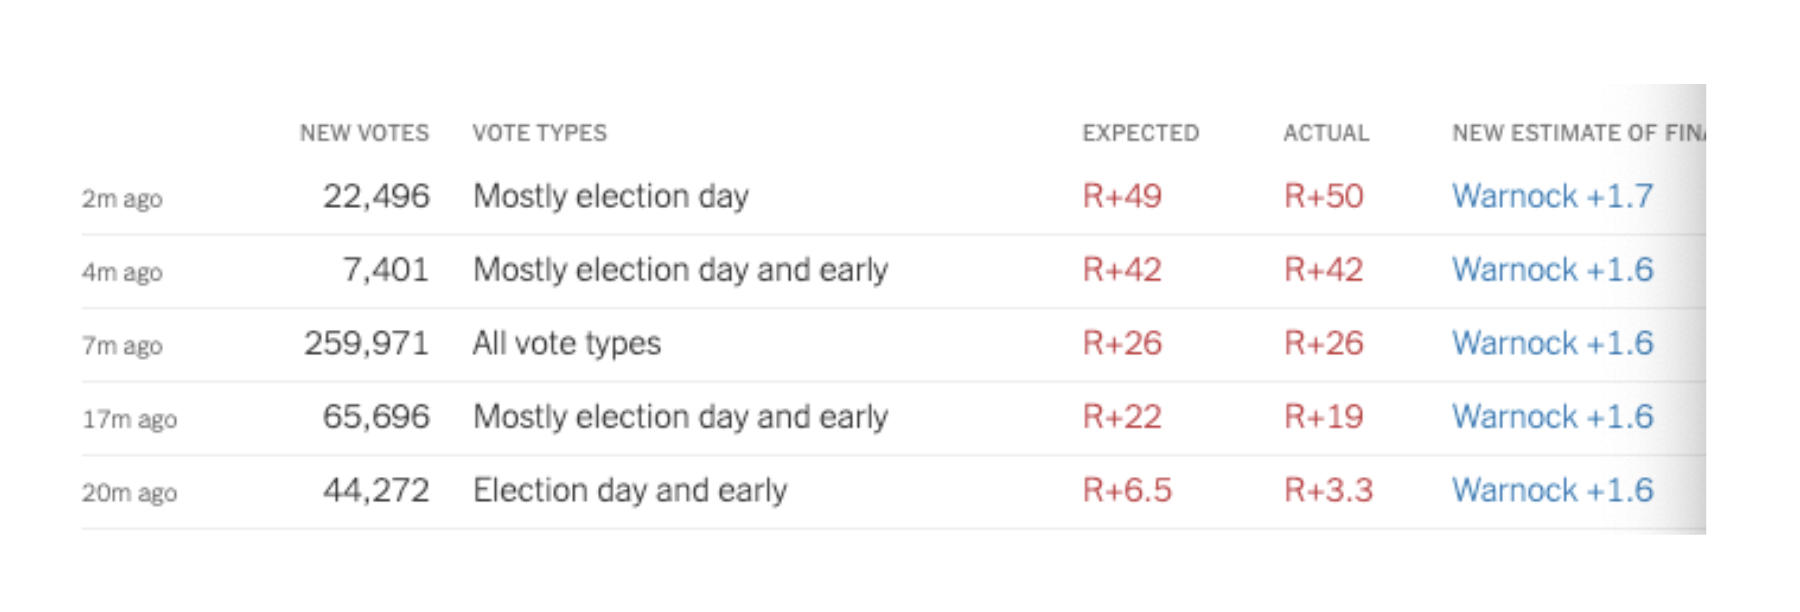 NEW VOTES VOTE TYPES EXPECTED ACTUAL NEW ESTIMATE OF
2m ago 22,496 Mostly election day R+49 R+50 Warnock +1.7
4m ago 7,401 Mostly election day and early R+42 R+42 Warnock +1.6
7m ago 259,971 All vote types R+26 R+26 Warnock +1.6
17m ago 65,696 Mostly election day and early R+22 R+19 Warnock +1.6
20m ago 44,272 Election day and early R+6.5 R+3.3 Warnock +1.6